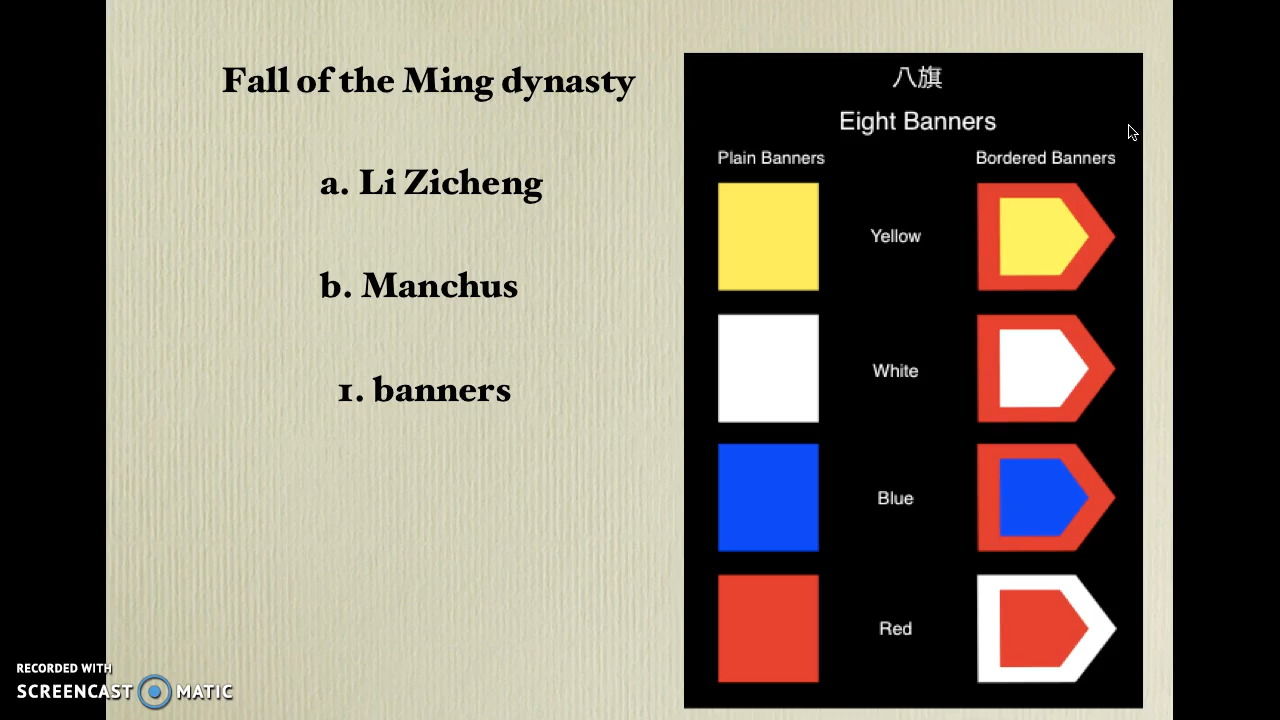 Fall of the Ming dynasty
a. Li Zicheng
b. Manchus
1. banners
八旗
Eight Banners
Plain Banners
Bordered Banners
Yellow
White
Blue
Red
RECORDED WITH
SCREENCAST MATIC